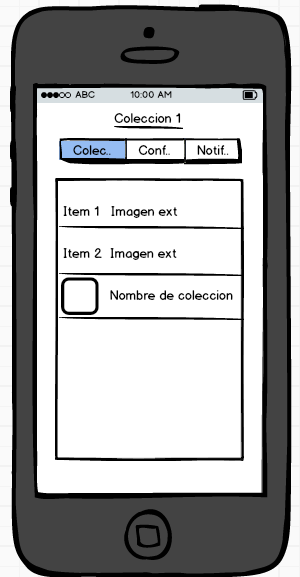 ABC 10:00 AM
Coleccion 1
Colec.. Conf.. Notif..
Item 1 Imagen ext
Item 2 Imagen ext
Nombre de coleccion